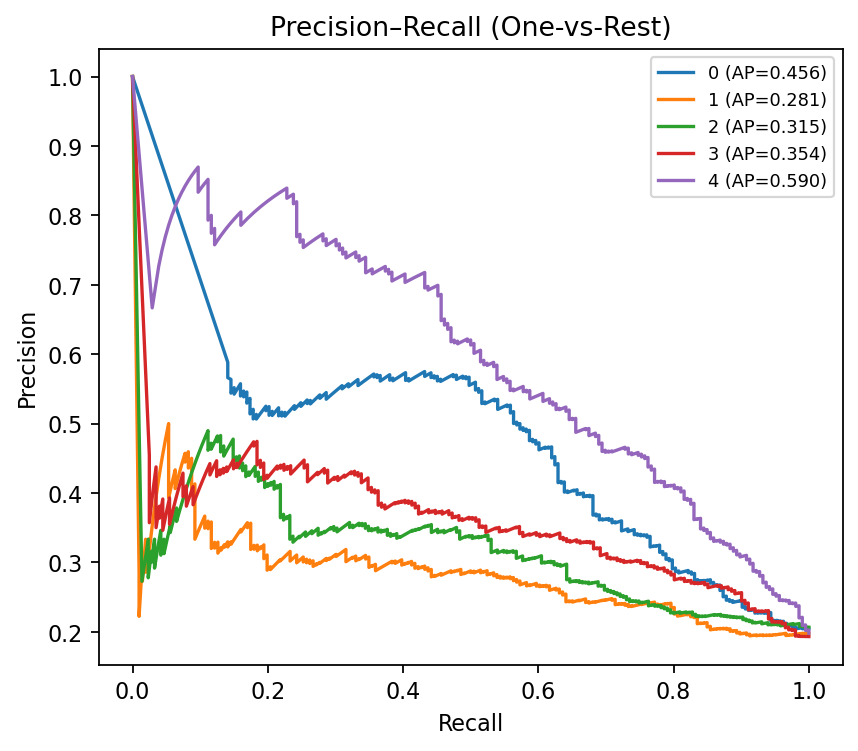 Precision–Recall (One-vs-Rest)
0 (AP=0.456)
1 (AP=0.281)
2 (AP=0.315)
3 (AP=0.354)
4 (AP=0.590)
Precision
1.0
0.9
0.8
0.7
0.6
0.5
0.4
0.3
0.2
0.0 0.2 0.4 0.6 0.8 1.0
Recall